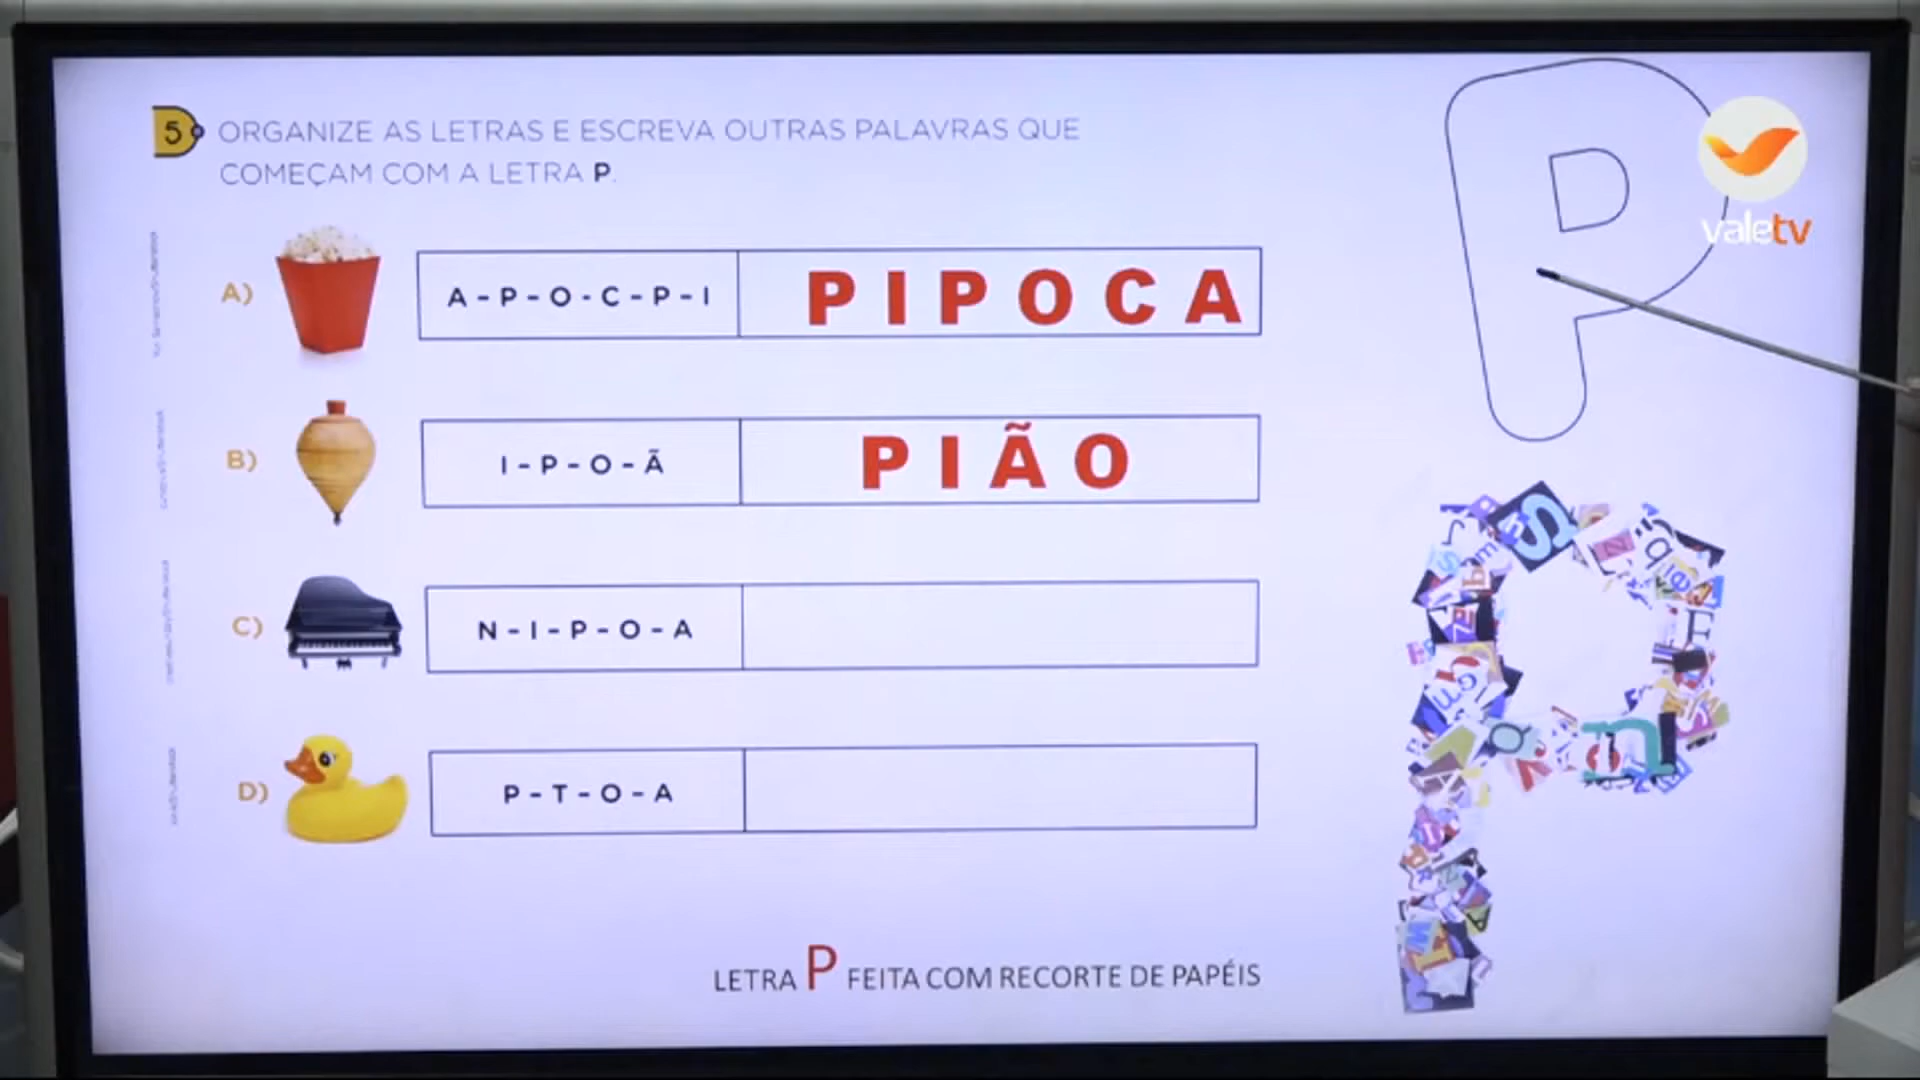 5 ORGANIZE AS LETRAS E ESCREVA OUTRAS PALAVRAS QUE
COMEÇAM COM A LETRA P.
P
valetv
A) A - P - O - C - P - I PIPOCA
B) I - P - O - Ã PIÃO
C) N - I - P - O - A
D) P - T - O - A
LETRA P FEITA COM RECORTE DE PAPÉIS